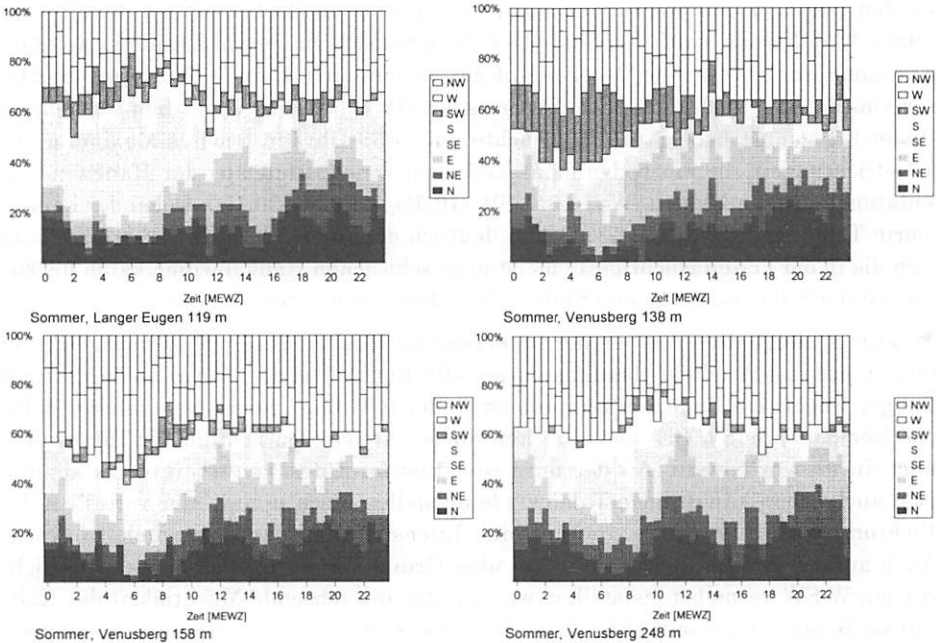 100%
80%
60%
40%
20%
0 2 4 6 8 10 12 14 16 18 20 22
Zeit [MEWZ]
Sommer, Langer Eugen 119 m
NW
W
SW
S
SE
E
NE
N
100%
80%
60%
40%
20%
0 2 4 6 8 10 12 14 16 18 20 22
Zeit [MEWZ]
Sommer, Venusberg 138 m
NW
W
SW
S
SE
E
NE
N
100%
80%
60%
40%
20%
0 2 4 6 8 10 12 14 16 18 20 22
Zeit [MEWZ]
Sommer, Venusberg 158 m
NW
W
SW
S
SE
E
NE
N
100%
80%
60%
40%
20%
0 2 4 6 8 10 12 14 16 18 20 22
Zeit [MEWZ]
Sommer, Venusberg 248 m
NW
W
SW
S
SE
E
NE
N